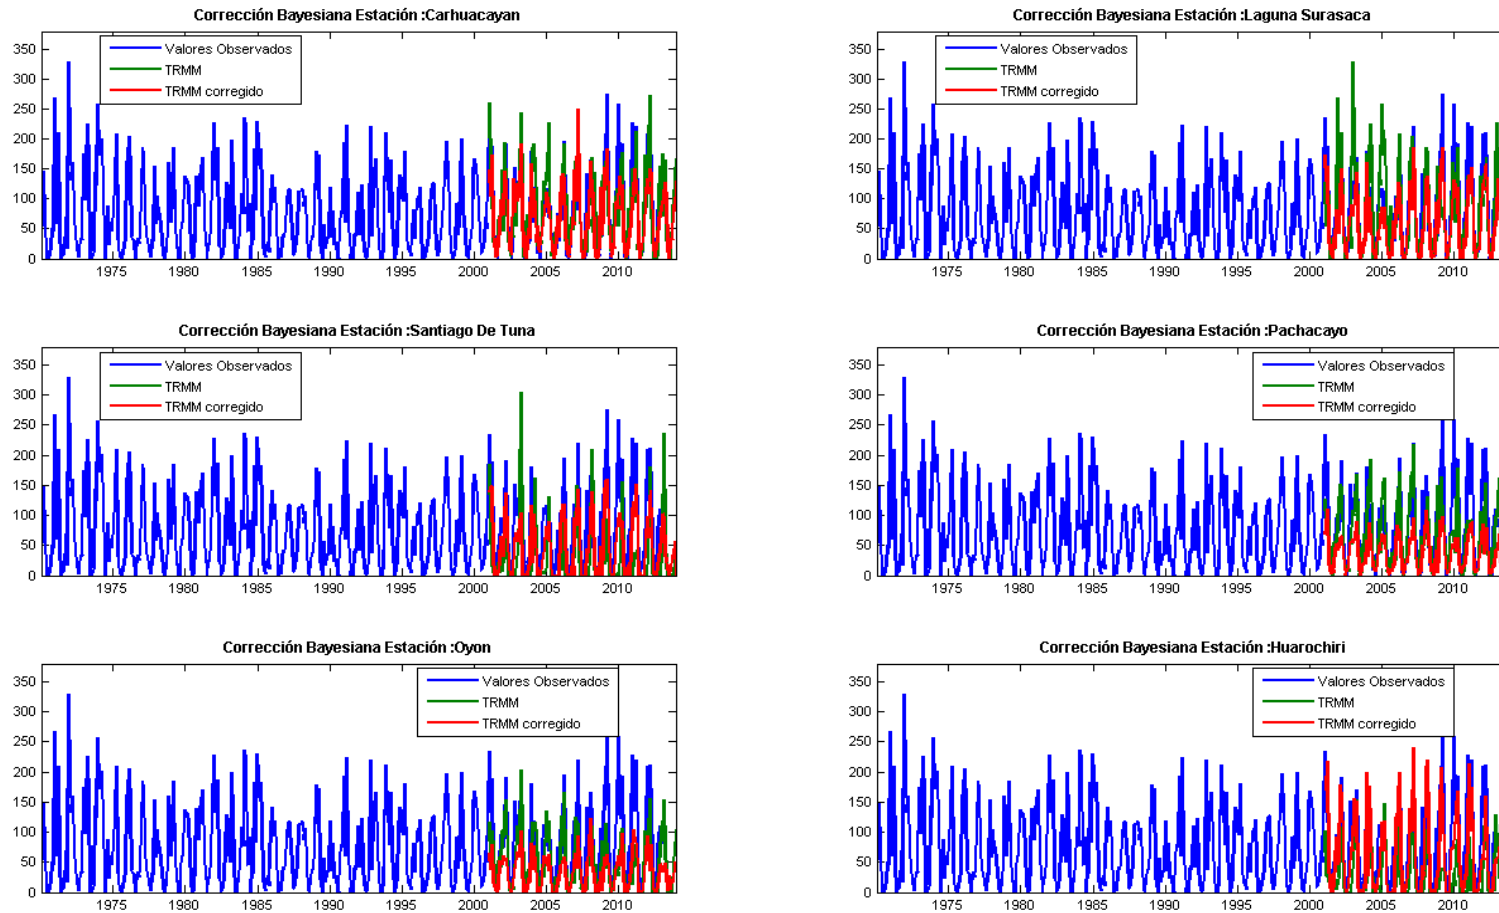 Corrección Bayesiana Estación :Carhuacayan
Valores Observados
TRMM
TRMM corregido
350
300
250
200
150
100
50
0
1975 1980 1985 1990 1995 2000 2005 2010
Corrección Bayesiana Estación :Laguna Surasaca
Valores Observados
TRMM
TRMM corregido
350
300
250
200
150
100
50
0
1975 1980 1985 1990 1995 2000 2005 2010
Corrección Bayesiana Estación :Santiago De Tuna
Valores Observados
TRMM
TRMM corregido
350
300
250
200
150
100
50
0
1975 1980 1985 1990 1995 2000 2005 2010
Corrección Bayesiana Estación :Pachacayo
Valores Observados
TRMM
TRMM corregido
350
300
250
200
150
100
50
0
1975 1980 1985 1990 1995 2000 2005 2010
Corrección Bayesiana Estación :Oyon
Valores Observados
TRMM
TRMM corregido
350
300
250
200
150
100
50
0
1975 1980 1985 1990 1995 2000 2005 2010
Corrección Bayesiana Estación :Huarochiri
Valores Observados
TRMM
TRMM corregido
350
300
250
200
150
100
50
0
1975 1980 1985 1990 1995 2000 2005 2010